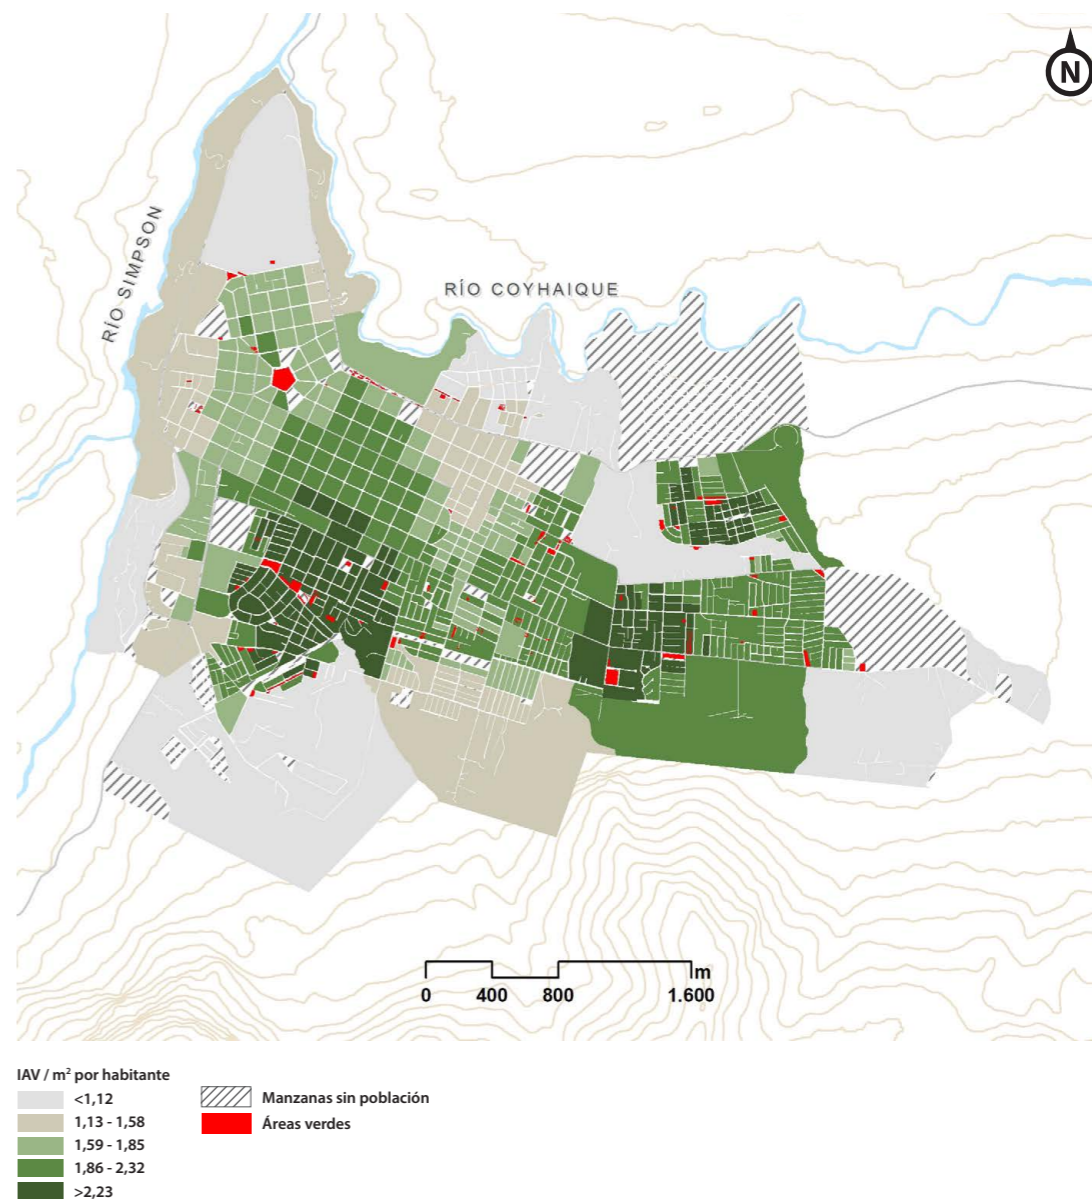 N
RÍO SIMPSON
RÍO COYHAIQUE
m
0 400 800 1.600
IAV / m² por habitante
<1,12
1,13 - 1,58
1,59 - 1,85
1,86 - 2,32
>2,23
Manzanas sin población
Áreas verdes